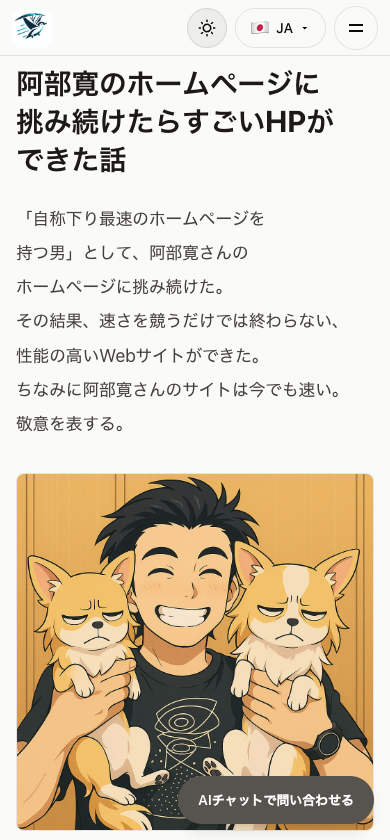 JA
阿部寛のホームページに
挑み続けたらすごいHPが
できた話
「自称下り最速のホームページを
持つ男」として、阿部寛さんの
ホームページに挑み続けた。
その結果、速さを競うだけでは終わらない、
性能の高いWebサイトができた。
ちなみに阿部寛さんのサイトは今でも速い。
敬意を表する。
AIチャットで問い合わせる